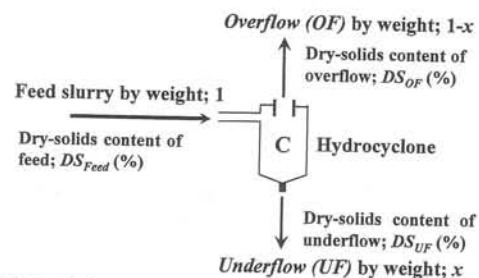 Overflow (OF) by weight; 1-x
Dry-solids content of
overflow; DS_OF (%)
Feed slurry by weight; 1
Dry-solids content of
feed; DS_Feed (%)
C
Hydrocyclone
Dry-solids content of
underflow; DS_UF (%)
Underflow (UF) by weight; x